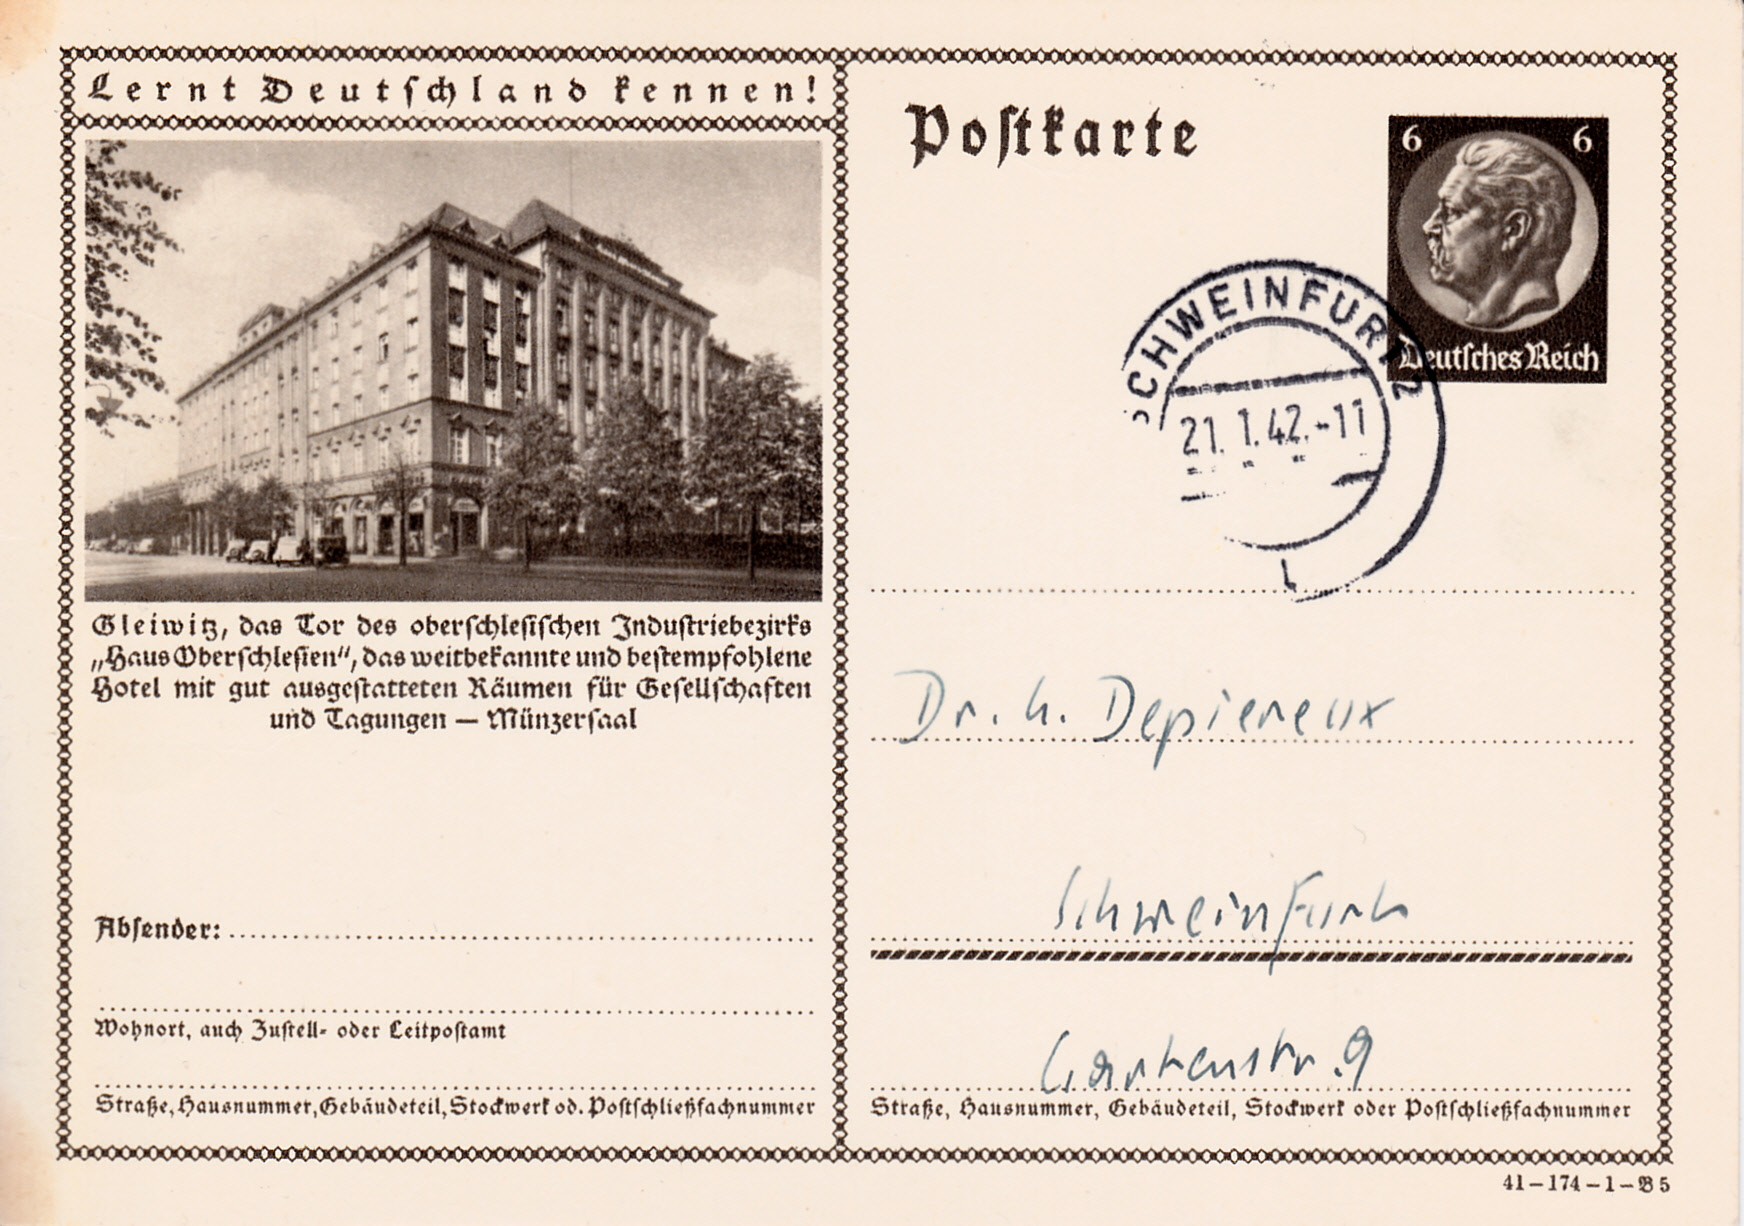 Lernt Deutschland kennen!
Gleiwitz, das Tor des oberschlesischen Industriebezirks
„Haus Oberschlesien“, das weitbekannte und bestempfohlene
Hotel mit gut ausgestatteten Räumen für Gesellschaften
und Tagungen — Münzersaal
Absender:
Wohnort, auch Zustell- oder Leitpostamt
Straße, Hausnummer, Gebäudeteil, Stockwerk od. Postschließfachnummer
Postkarte
6 6
Deutsches Reich
SCHWEINFURT 2
21.1.42.-11
Dr. H. Depiereux
Schweinfurt
Gartenstr. 9
Straße, Hausnummer, Gebäudeteil, Stockwerk oder Postschließfachnummer
41-174-1-B5